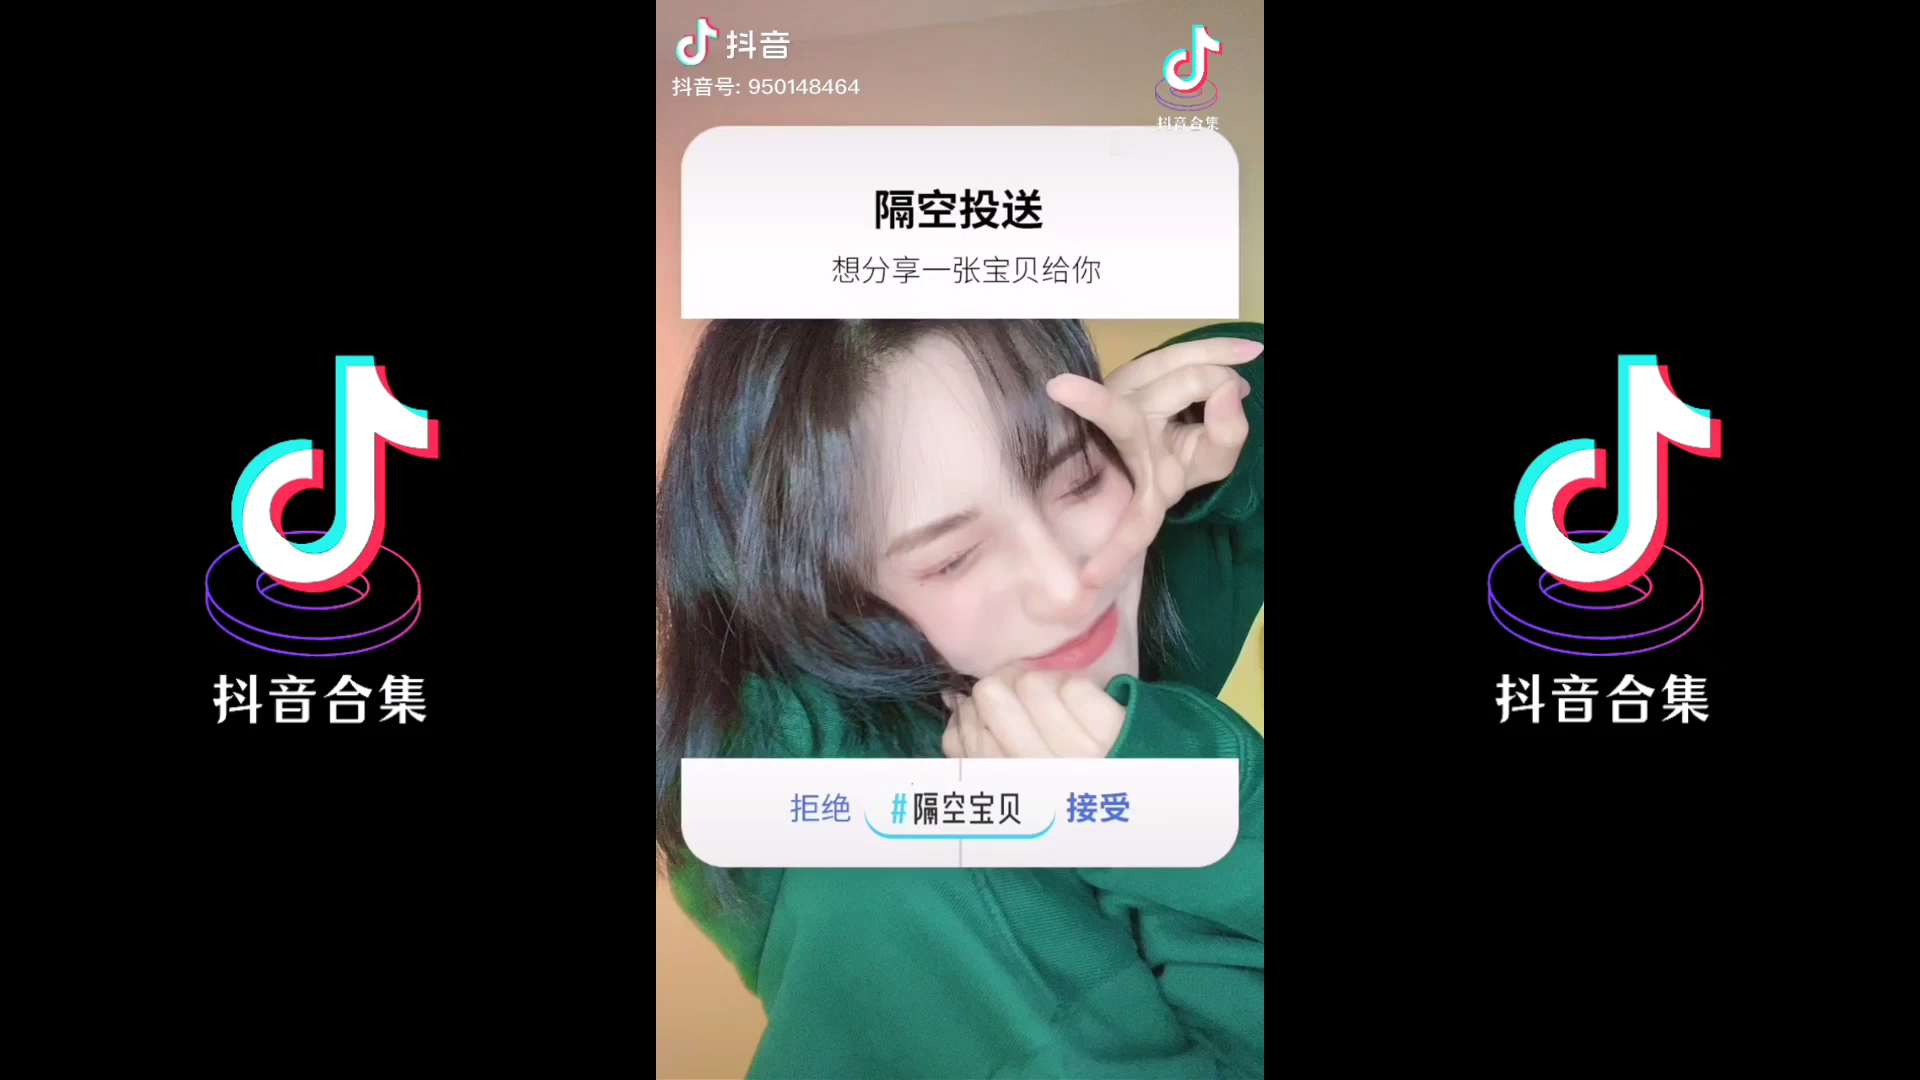 抖音
抖音号: 950148464
抖音合集
隔空投送
想分享一张宝贝给你
拒绝
#隔空宝贝
接受
抖音合集
抖音合集